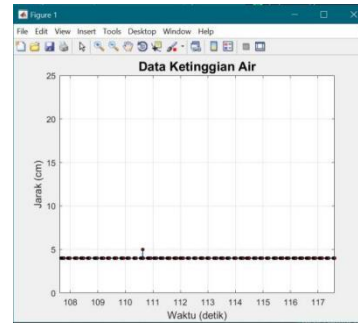 Figure 1
File Edit View Insert Tools Desktop Window Help
Data Ketinggian Air
25
20
15
10
5
0
Jarak (cm)
108 109 110 111 112 113 114 115 116 117
Waktu (detik)